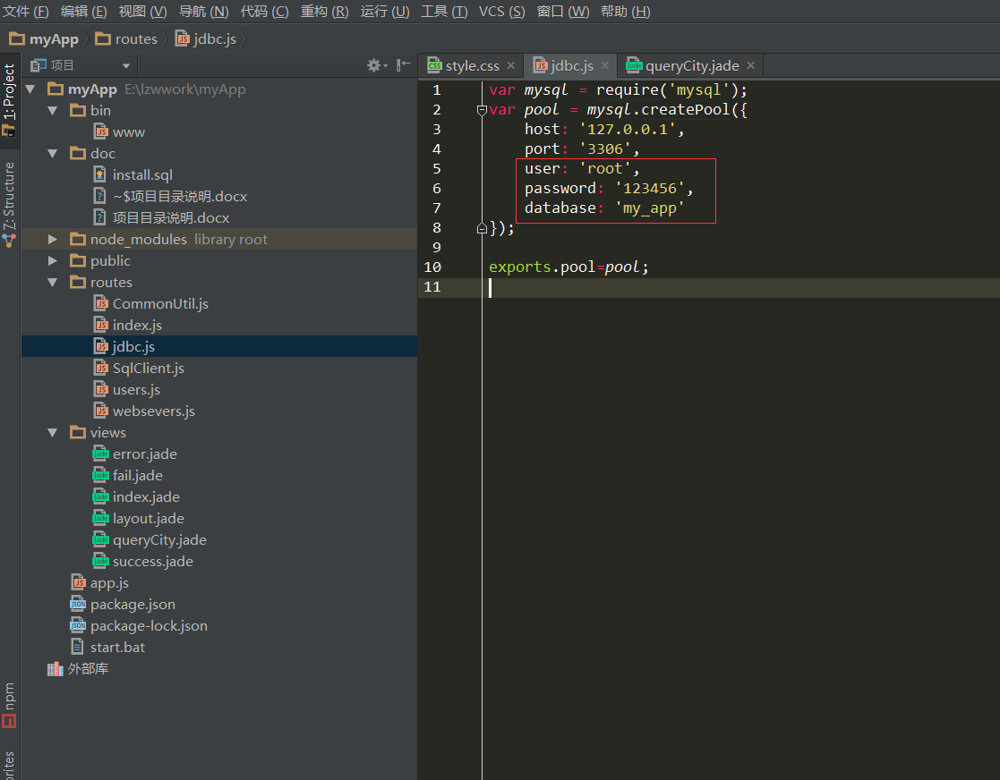 文件 (F) 编辑 (E) 视图 (V) 导航 (N) 代码 (C) 重构 (R) 运行 (U) 工具 (T) VCS (S) 窗口 (W) 帮助 (H)
myApp routes jdbc.js
项目
style.css jdbc.js queryCity.jade
1: Project
7: Structure
npm
orites
myApp E:\lzwwork\myApp
bin
www
doc
install.sql
~$项目目录说明.docx
项目目录说明.docx
node_modules library root
public
routes
CommonUtil.js
index.js
jdbc.js
SqlClient.js
users.js
websevers.js
views
error.jade
fail.jade
index.jade
layout.jade
queryCity.jade
success.jade
app.js
package.json
package-lock.json
start.bat
外部库
1 var mysql = require('mysql');
2 var pool = mysql.createPool({
3 host: '127.0.0.1',
4 port: '3306',
5 user: 'root',
6 password: '123456',
7 database: 'my_app'
8 });
9
10 exports.pool=pool;
11